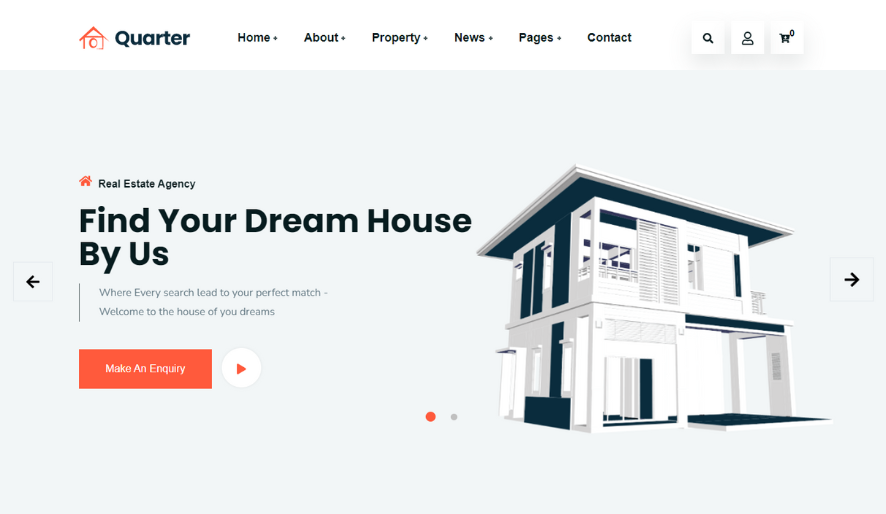 Quarter
Home + About + Property + News + Pages + Contact
0
Real Estate Agency
Find Your Dream House
By Us
Where Every search lead to your perfect match -
Welcome to the house of you dreams
Make An Enquiry